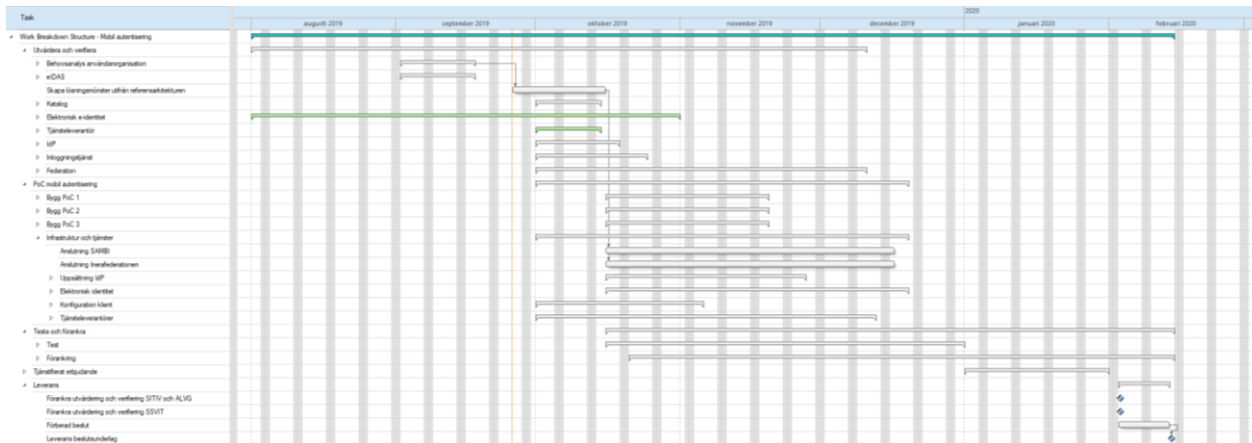 Task
2020
augusti 2019
september 2019
oktober 2019
november 2019
december 2019
januari 2020
februari 2020
Work Breakdown Structure - Mobil autentisering
Utvärdera och verifiera
Behovsanalys användarorganisation
eIDAS
Skapa lösningsmönster utifrån referensarkitekturen
Katalog
Elektronisk e-identitet
Tjänsteleverantör
IdP
Inloggningstjänst
Federation
PoC mobil autentisering
Bygg PoC 1
Bygg PoC 2
Bygg PoC 3
Infrastruktur och tjänster
Anslutning SAMBI
Anslutning Inerafederationen
Uppsättning IdP
Elektronisk identitet
Konfiguration klient
Tjänsteleverantörer
Testa och förankra
Test
Förankring
Tjänstifierat erbjudande
Leverans
Förankra utvärdering och verifiering SITIV och ALVG
Förankra utvärdering och verifiering SSVIT
Förberad beslut
Leverans beslutsunderlag